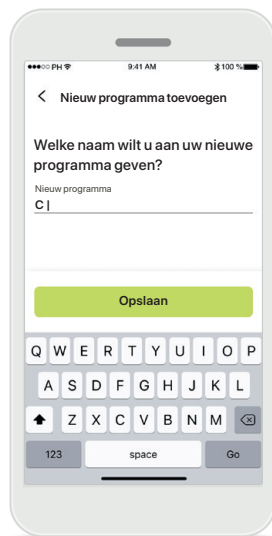 PH 9:41 AM 100 %
Nieuw programma toevoegen
Welke naam wilt u aan uw nieuwe
programma geven?
Nieuw programma
C |
Opslaan
Q W E R T Y U I O P
A S D F G H J K L
Z X C V B N M
123 space Go